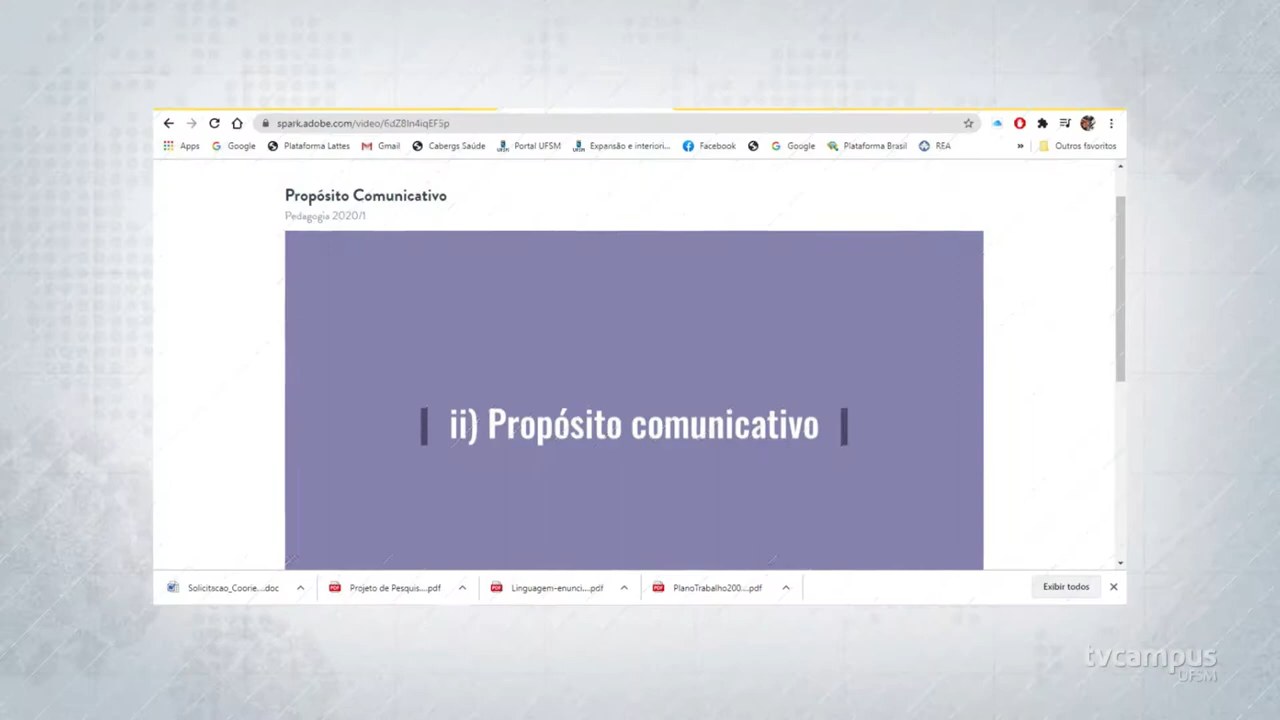 spark.adobe.com/video/6dZ8In4iqEF5p
Apps Google Plataforma Lattes Gmail Cabergs Saúde Portal UFSM Expansão e interiori... Facebook Google Plataforma Brasil REA » Outros favoritos
Propósito Comunicativo
Pedagogia 2020/1
ii) Propósito comunicativo
Solicitacao_Coorie....doc Projeto de Pesquis....pdf Linguagem-enunci....pdf PlanoTrabalho200....pdf Exibir todos
tvcampus
UFSM